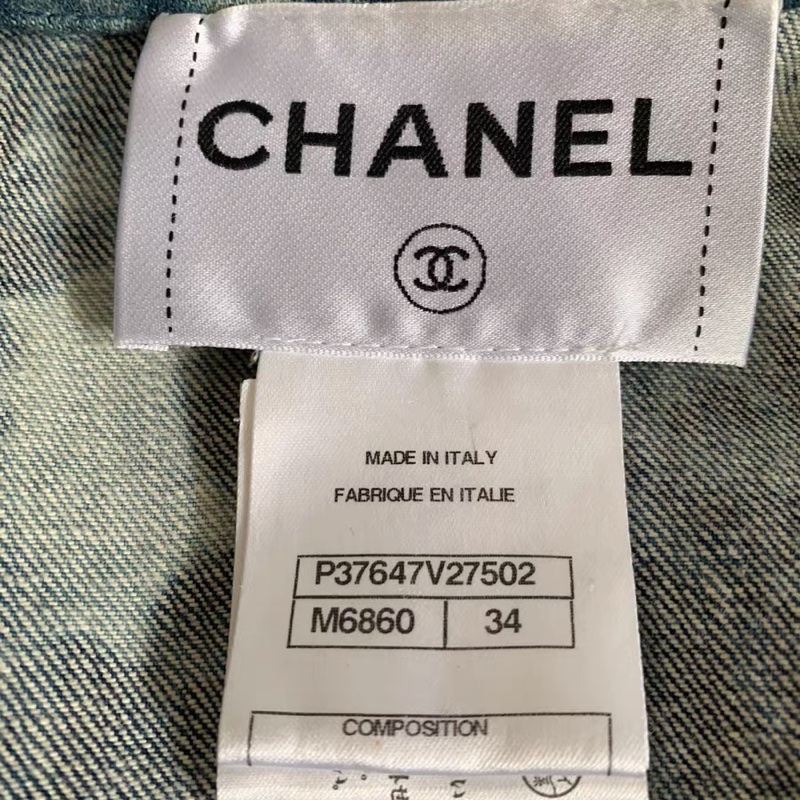 CHANEL
MADE IN ITALY
FABRIQUE EN ITALIE
P37647V27502
M6860 34
COMPOSITION